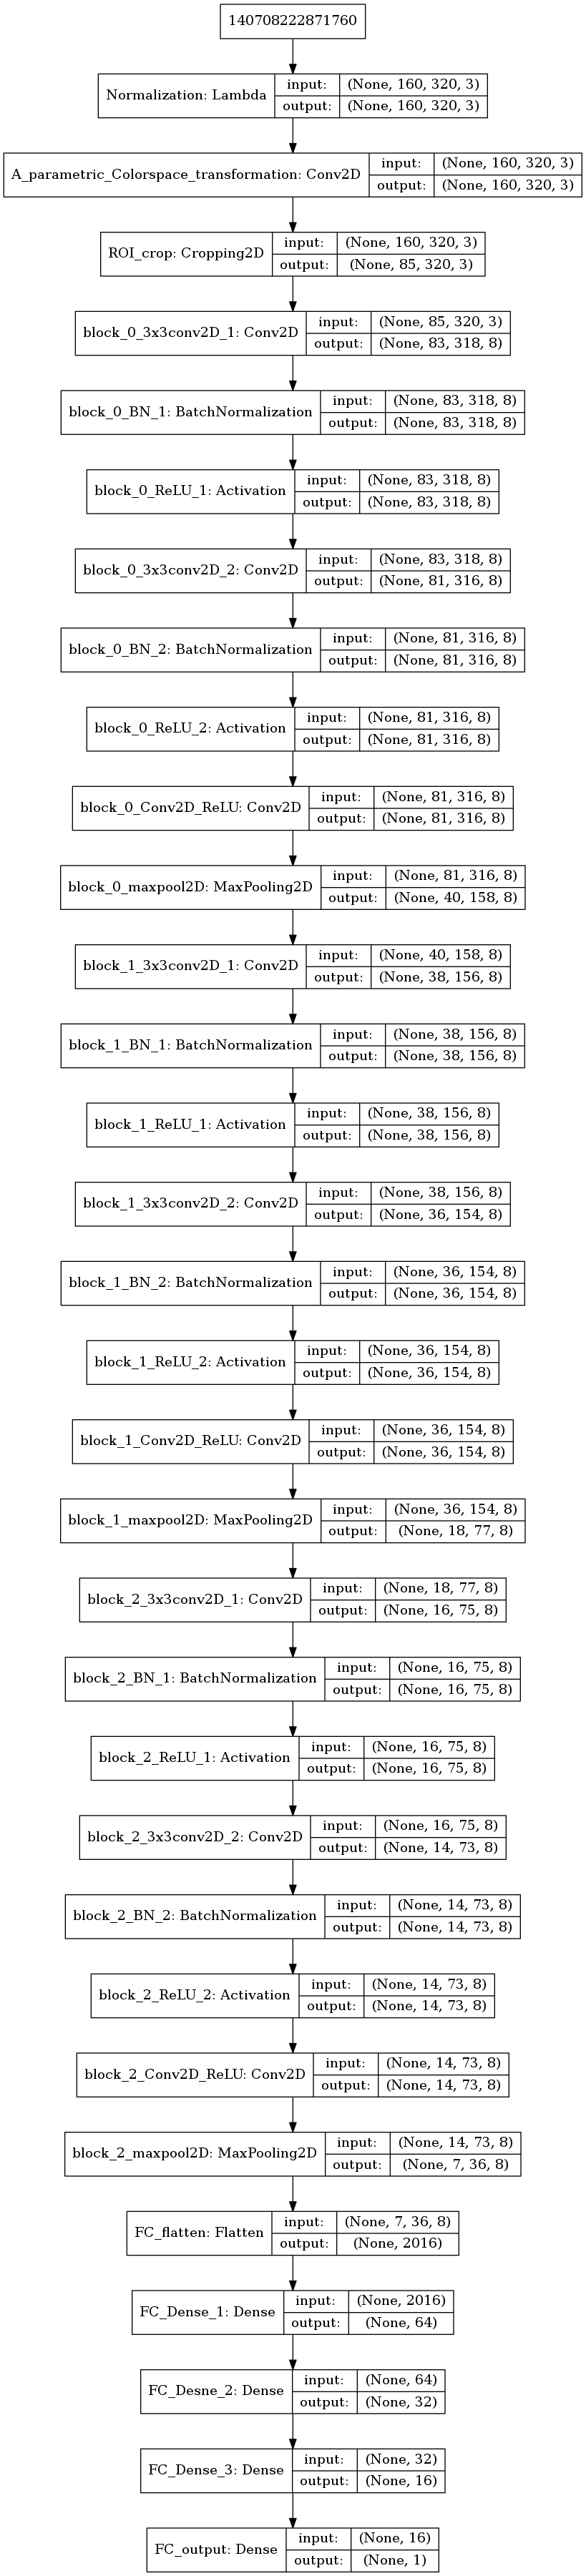 140708222871760
Normalization: Lambda
input: (None, 160, 320, 3)
output: (None, 160, 320, 3)
A_parametric_Colorspace_transformation: Conv2D
input: (None, 160, 320, 3)
output: (None, 160, 320, 3)
ROI_crop: Cropping2D
input: (None, 160, 320, 3)
output: (None, 85, 320, 3)
block_0_3x3conv2D_1: Conv2D
input: (None, 85, 320, 3)
output: (None, 83, 318, 8)
block_0_BN_1: BatchNormalization
input: (None, 83, 318, 8)
output: (None, 83, 318, 8)
block_0_ReLU_1: Activation
input: (None, 83, 318, 8)
output: (None, 83, 318, 8)
block_0_3x3conv2D_2: Conv2D
input: (None, 83, 318, 8)
output: (None, 81, 316, 8)
block_0_BN_2: BatchNormalization
input: (None, 81, 316, 8)
output: (None, 81, 316, 8)
block_0_ReLU_2: Activation
input: (None, 81, 316, 8)
output: (None, 81, 316, 8)
block_0_Conv2D_ReLU: Conv2D
input: (None, 81, 316, 8)
output: (None, 81, 316, 8)
block_0_maxpool2D: MaxPooling2D
input: (None, 81, 316, 8)
output: (None, 40, 158, 8)
block_1_3x3conv2D_1: Conv2D
input: (None, 40, 158, 8)
output: (None, 38, 156, 8)
block_1_BN_1: BatchNormalization
input: (None, 38, 156, 8)
output: (None, 38, 156, 8)
block_1_ReLU_1: Activation
input: (None, 38, 156, 8)
output: (None, 38, 156, 8)
block_1_3x3conv2D_2: Conv2D
input: (None, 38, 156, 8)
output: (None, 36, 154, 8)
block_1_BN_2: BatchNormalization
input: (None, 36, 154, 8)
output: (None, 36, 154, 8)
block_1_ReLU_2: Activation
input: (None, 36, 154, 8)
output: (None, 36, 154, 8)
block_1_Conv2D_ReLU: Conv2D
input: (None, 36, 154, 8)
output: (None, 36, 154, 8)
block_1_maxpool2D: MaxPooling2D
input: (None, 36, 154, 8)
output: (None, 18, 77, 8)
block_2_3x3conv2D_1: Conv2D
input: (None, 18, 77, 8)
output: (None, 16, 75, 8)
block_2_BN_1: BatchNormalization
input: (None, 16, 75, 8)
output: (None, 16, 75, 8)
block_2_ReLU_1: Activation
input: (None, 16, 75, 8)
output: (None, 16, 75, 8)
block_2_3x3conv2D_2: Conv2D
input: (None, 16, 75, 8)
output: (None, 14, 73, 8)
block_2_BN_2: BatchNormalization
input: (None, 14, 73, 8)
output: (None, 14, 73, 8)
block_2_ReLU_2: Activation
input: (None, 14, 73, 8)
output: (None, 14, 73, 8)
block_2_Conv2D_ReLU: Conv2D
input: (None, 14, 73, 8)
output: (None, 14, 73, 8)
block_2_maxpool2D: MaxPooling2D
input: (None, 14, 73, 8)
output: (None, 7, 36, 8)
FC_flatten: Flatten
input: (None, 7, 36, 8)
output: (None, 2016)
FC_Dense_1: Dense
input: (None, 2016)
output: (None, 64)
FC_Desne_2: Dense
input: (None, 64)
output: (None, 32)
FC_Dense_3: Dense
input: (None, 32)
output: (None, 16)
FC_output: Dense
input: (None, 16)
output: (None, 1)